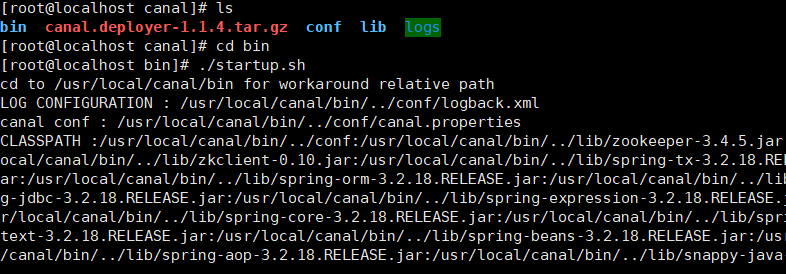 [root@localhost canal]# ls
bin canal.deployer-1.1.4.tar.gz conf lib logs
[root@localhost canal]# cd bin
[root@localhost bin]# ./startup.sh
cd to /usr/local/canal/bin for workaround relative path
LOG CONFIGURATION : /usr/local/canal/bin/../conf/logback.xml
canal conf : /usr/local/canal/bin/../conf/canal.properties
CLASSPATH :/usr/local/canal/bin/../conf:/usr/local/canal/bin/../lib/zookeeper-3.4.5.jar
ocal/canal/bin/../lib/zkclient-0.10.jar:/usr/local/canal/bin/../lib/spring-tx-3.2.18.REL
ar:/usr/local/canal/bin/../lib/spring-orm-3.2.18.RELEASE.jar:/usr/local/canal/bin/../lib
g-jdbc-3.2.18.RELEASE.jar:/usr/local/canal/bin/../lib/spring-expression-3.2.18.RELEASE.j
r/local/canal/bin/../lib/spring-core-3.2.18.RELEASE.jar:/usr/local/canal/bin/../lib/spri
text-3.2.18.RELEASE.jar:/usr/local/canal/bin/../lib/spring-beans-3.2.18.RELEASE.jar:/usr
/canal/bin/../lib/spring-aop-3.2.18.RELEASE.jar:/usr/local/canal/bin/../lib/snappy-java-